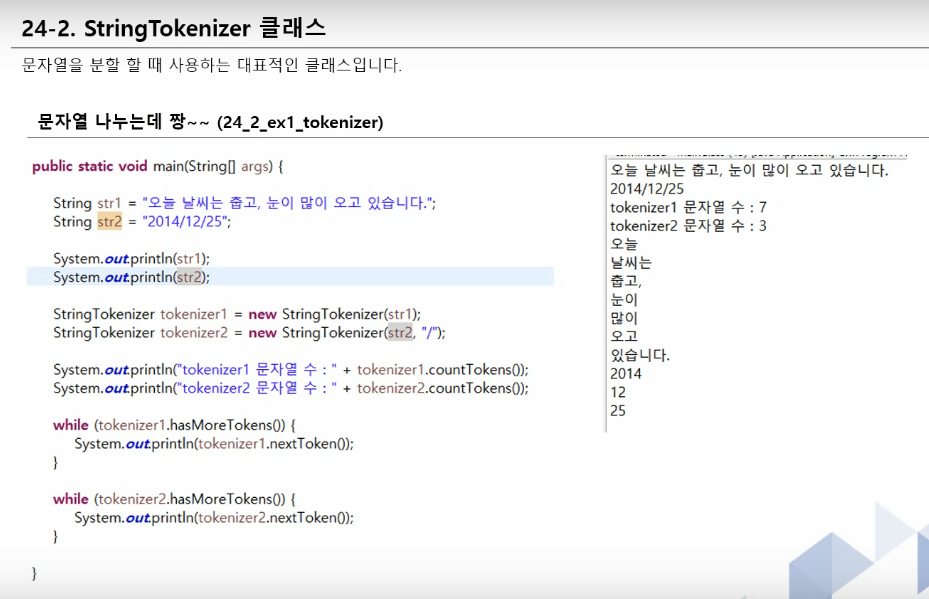 24-2. StringTokenizer 클래스
문자열을 분할 할 때 사용하는 대표적인 클래스입니다.
문자열 나누는데 짱~~ (24_2_ex1_tokenizer)
public static void main(String[] args) {
String str1 = "오늘 날씨는 춥고, 눈이 많이 오고 있습니다.";
String str2 = "2014/12/25";
System.out.println(str1);
System.out.println(str2);
StringTokenizer tokenizer1 = new StringTokenizer(str1);
StringTokenizer tokenizer2 = new StringTokenizer(str2, "/");
System.out.println("tokenizer1 문자열 수 : " + tokenizer1.countTokens());
System.out.println("tokenizer2 문자열 수 : " + tokenizer2.countTokens());
while (tokenizer1.hasMoreTokens()) {
System.out.println(tokenizer1.nextToken());
}
while (tokenizer2.hasMoreTokens()) {
System.out.println(tokenizer2.nextToken());
}
}
오늘 날씨는 춥고, 눈이 많이 오고 있습니다.
2014/12/25
tokenizer1 문자열 수 : 7
tokenizer2 문자열 수 : 3
오늘
날씨는
춥고,
눈이
많이
오고
있습니다.
2014
12
25